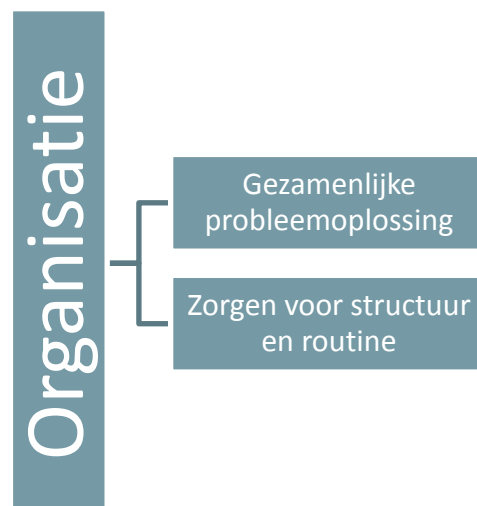 Organisatie
Gezamenlijke
probleemoplossing
Zorgen voor structuur
en routine